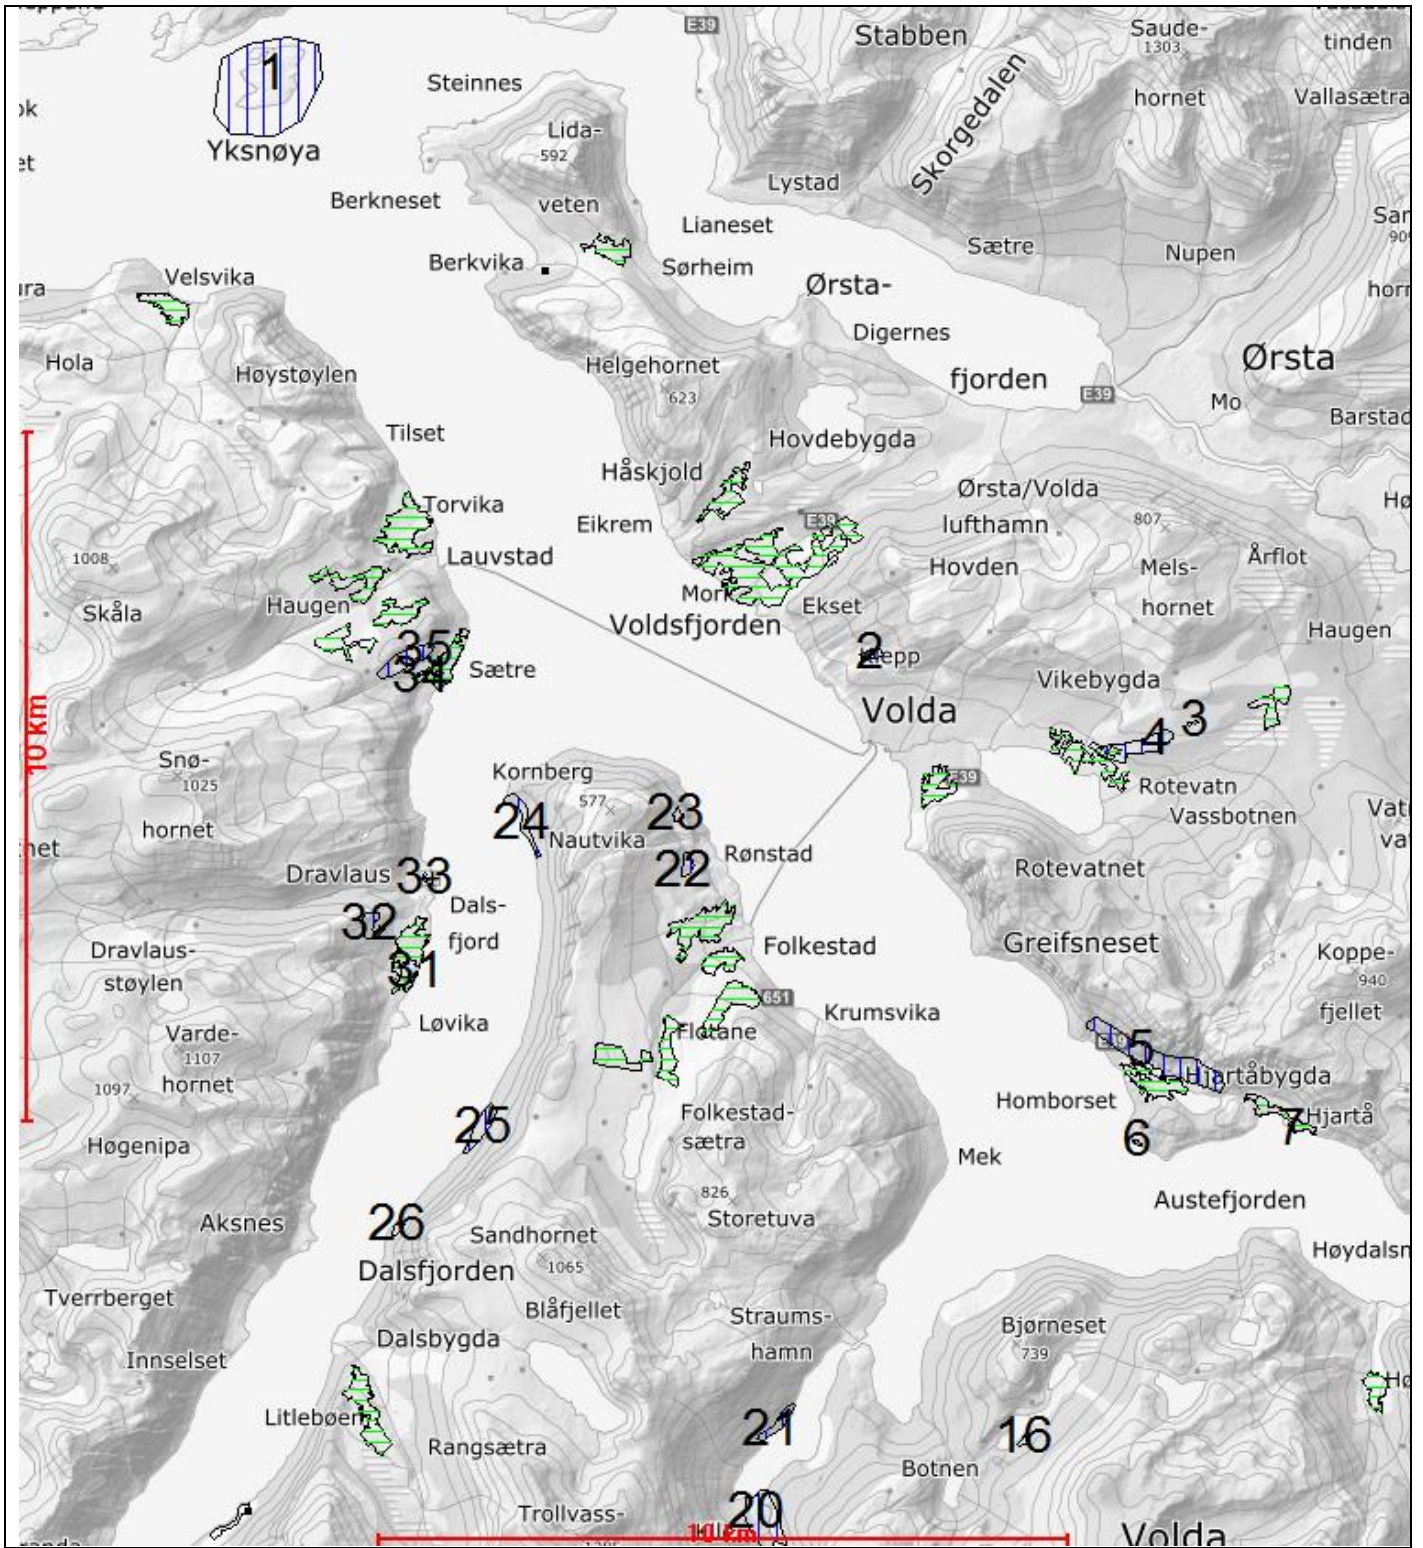 E39
Stabben
Saude-
1303
hornet
tinden
Vallasætra
Steinnes
1
Lida-
592
veten
Skorgedalen
Yksnøya
Lystad
Berkneset
Lianeset
Sætre
Nupen
Berkvika
Sørheim
Velsvika
Ørsta-
Digernes
fjorden
Ørsta
E39
Mo
Barstad
Hola
Høystøylen
Helgehornet
623
Tilset
Hovdebygda
Håskjold
Torvika
Eikrem
E39
Ørsta/Volda
lufthamn
807
Lauvstad
Hovden
Mels-
hornet
Årflot
1008
Skåla
Haugen
Mork
Ekset
Voldsfjorden
Haugen
35
34
Sætre
2
Klepp
Vikebygda
Volda
3
4
10 km
Snø-
1025
hornet
Kornberg
577
24
Nautvika
23
E39
Rotevatn
Vassbotnen
22
Rønstad
Rotevatnet
Dravlaus
33
32
Dals-
fjord
Folkestad
Greifsneset
Koppe-
940
fjellet
Dravlaus-
støylen
31
Løvika
651
Krumsvika
Flotane
Varde-
1107
hornet
1097
E39
5
Hjartåbygda
Homborset
7
Hjartå
6
Folkestad-
sætra
Høgenipa
25
Mek
826
Storetuva
Austefjorden
Aksnes
26
Sandhornet
1065
Dalsfjorden
Tverrberget
Blåfjellet
Straums-
hamn
Bjørneset
739
Dalsbygda
Innselset
Litlebøen
Rangsætra
21
16
Botnen
Trollvass-
20
10 km
Volda